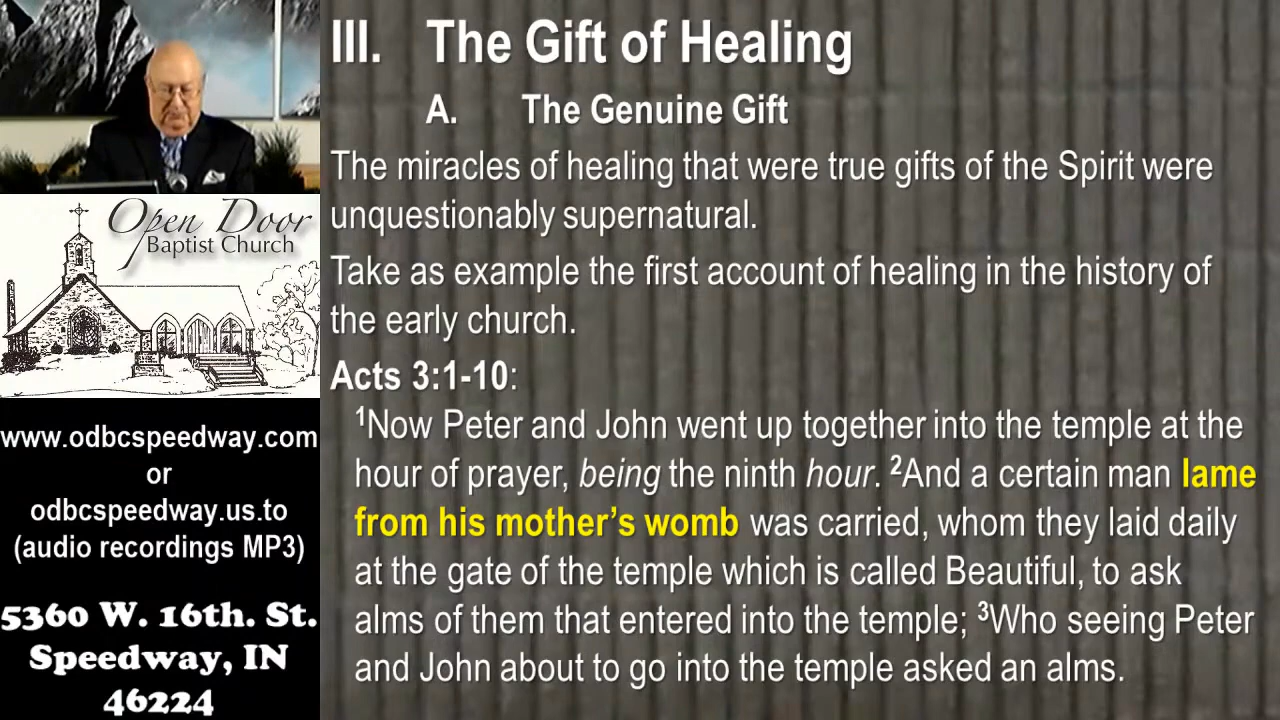 III. The Gift of Healing
A. The Genuine Gift
The miracles of healing that were true gifts of the Spirit were
unquestionably supernatural.
Take as example the first account of healing in the history of
the early church.
Acts 3:1-10:
¹Now Peter and John went up together into the temple at the
hour of prayer, being the ninth hour. ²And a certain man lame
from his mother’s womb was carried, whom they laid daily
at the gate of the temple which is called Beautiful, to ask
alms of them that entered into the temple; ³Who seeing Peter
and John about to go into the temple asked an alms.
Open Door
Baptist Church
www.odbcspeedway.com
or
odbcspeedway.us.to
(audio recordings MP3)
5360 W. 16th. St.
Speedway, IN
46224